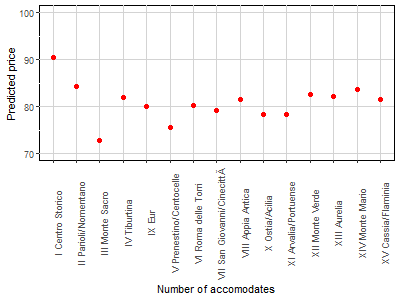 Predicted price
100
90
80
70
I Centro Storico
II Parioli/Nomentano
III Monte Sacro
IV Tiburtina
IX Eur
V Prenestino/Centocelle
VI Roma delle Torri
VII San Giovanni/CinecittÃ
VIII Appia Antica
X Ostia/Acilia
XI Arvalia/Portuense
XII Monte Verde
XIII Aurelia
XIV Monte Mario
XV Cassia/Flaminia
Number of accomodates